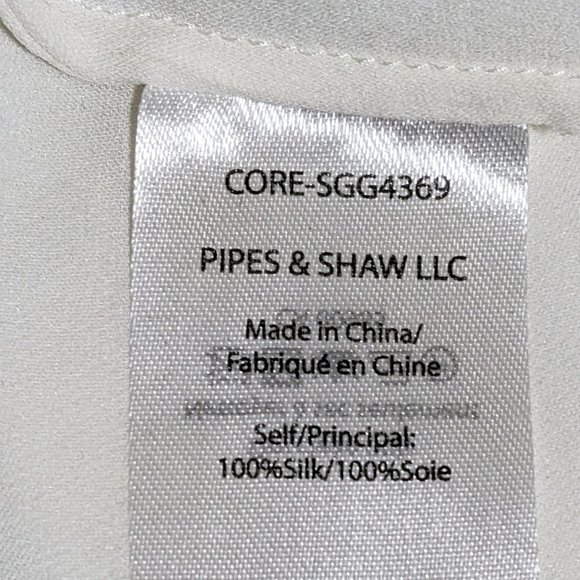 CORE-SGG4369
PIPES & SHAW LLC
Made in China/
Fabriqué en Chine
Self/Principal:
100%Silk/100%Soie